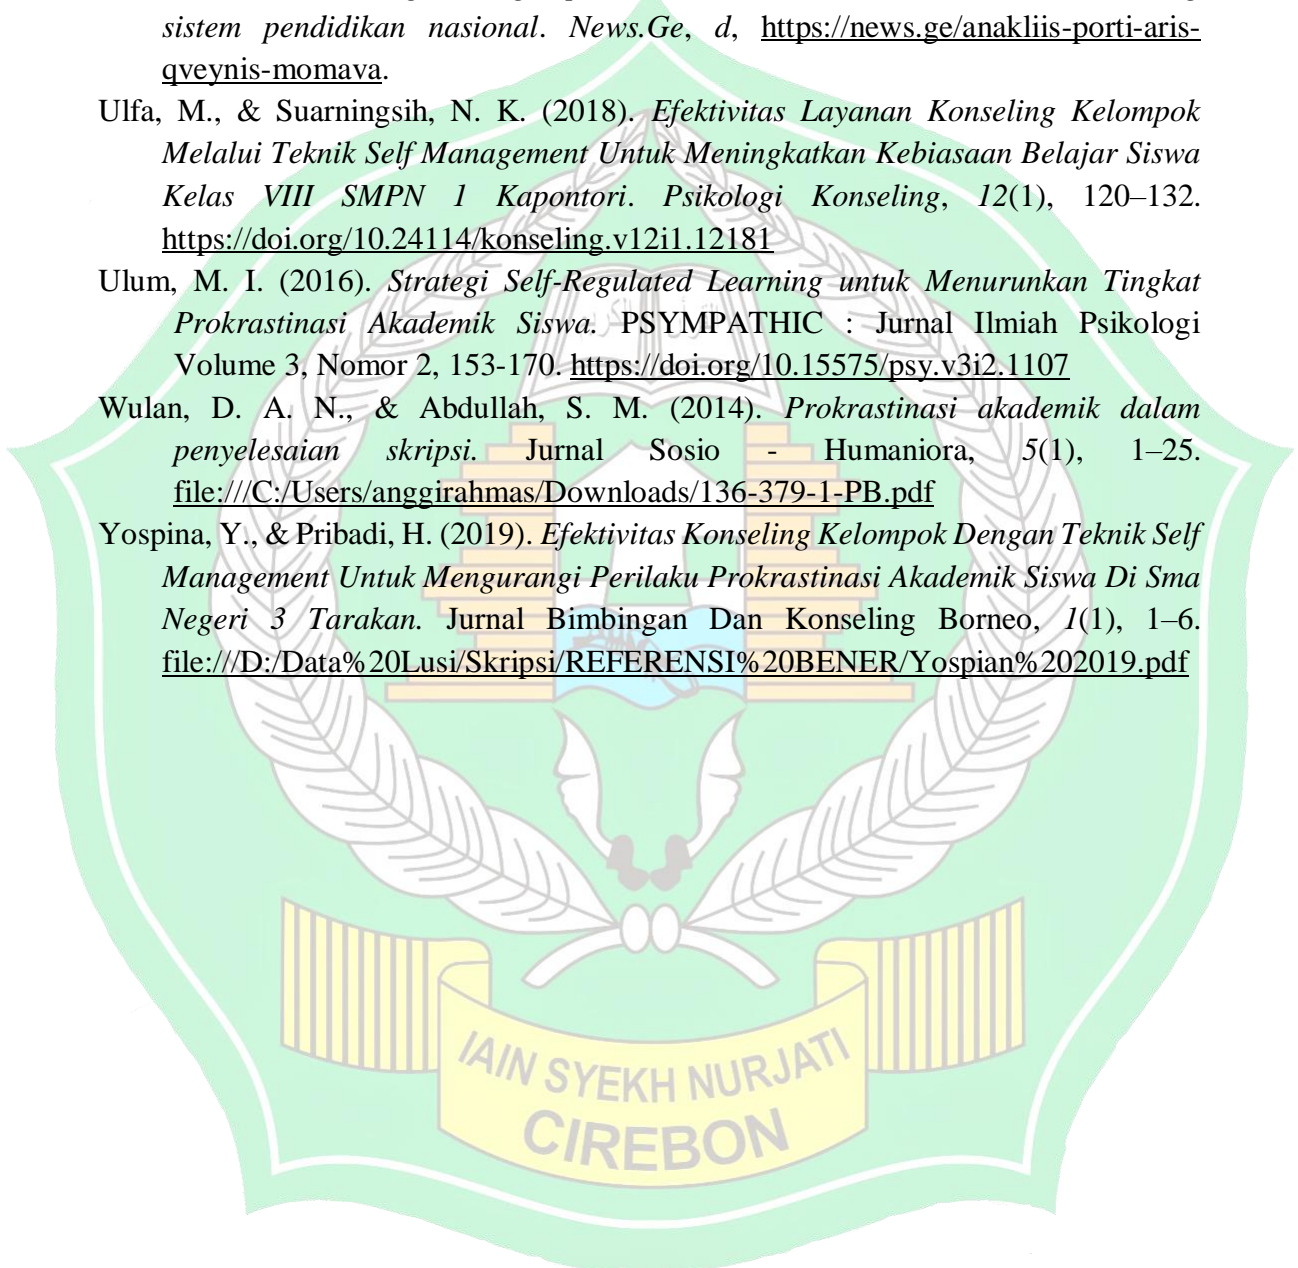 sistem pendidikan nasional. News.Ge, d, https://news.ge/anakliis-porti-aris-
qveynis-momava.
Ulfa, M., & Suarningsih, N. K. (2018). Efektivitas Layanan Konseling Kelompok
Melalui Teknik Self Management Untuk Meningkatkan Kebiasaan Belajar Siswa
Kelas VIII SMPN 1 Kapontori. Psikologi Konseling, 12(1), 120–132.
https://doi.org/10.24114/konseling.v12i1.12181
Ulum, M. I. (2016). Strategi Self-Regulated Learning untuk Menurunkan Tingkat
Prokrastinasi Akademik Siswa. PSYMPATHIC : Jurnal Ilmiah Psikologi
Volume 3, Nomor 2, 153-170. https://doi.org/10.15575/psy.v3i2.1107
Wulan, D. A. N., & Abdullah, S. M. (2014). Prokrastinasi akademik dalam
penyelesaian skripsi. Jurnal Sosio - Humaniora, 5(1), 1–25.
file:///C:/Users/anggirahmas/Downloads/136-379-1-PB.pdf
Yospina, Y., & Pribadi, H. (2019). Efektivitas Konseling Kelompok Dengan Teknik Self
Management Untuk Mengurangi Perilaku Prokrastinasi Akademik Siswa Di Sma
Negeri 3 Tarakan. Jurnal Bimbingan Dan Konseling Borneo, 1(1), 1–6.
file:///D:/Data%20Lusi/Skripsi/REFERENSI%20BENER/Yospian%202019.pdf
IAIN SYEKH NURJATI
CIREBON